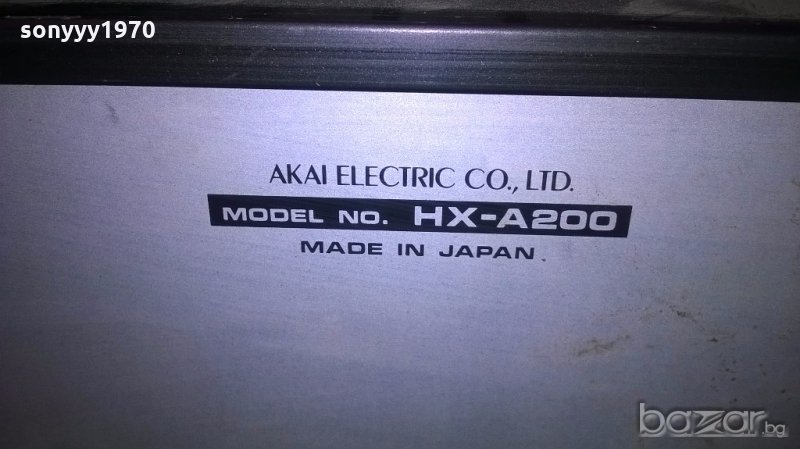 sonyyy1970
AKAI ELECTRIC CO., LTD.
MODEL NO. HX-A200
MADE IN JAPAN.
bazar.bg